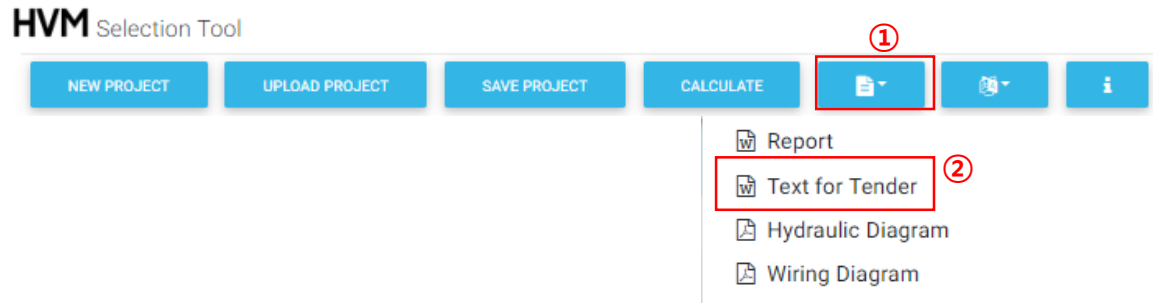 HVM Selection Tool
①
NEW PROJECT UPLOAD PROJECT SAVE PROJECT CALCULATE
Report
② 
Text for Tender
Hydraulic Diagram
Wiring Diagram